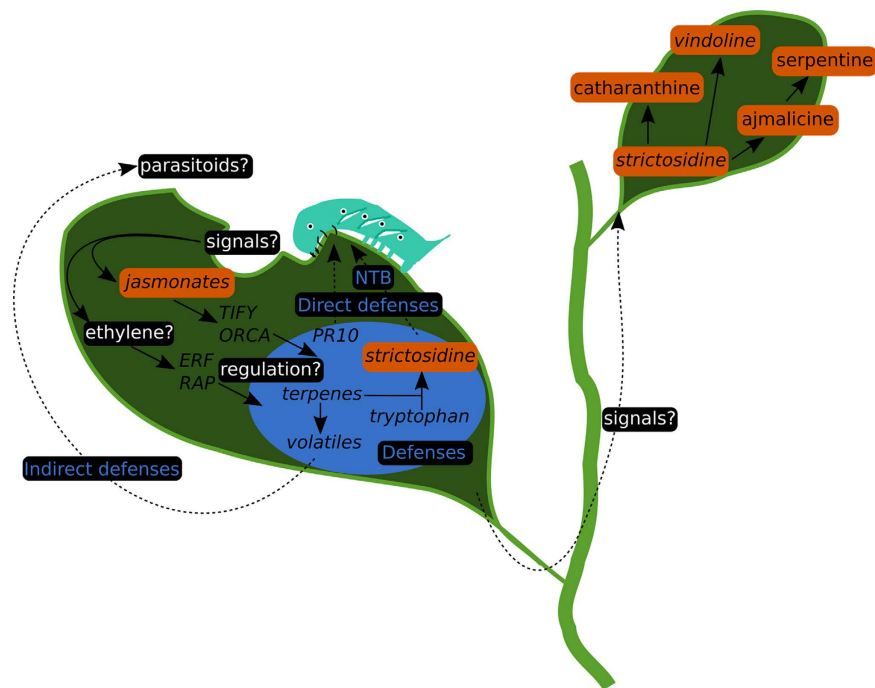 vindoline
serpentine
catharanthine
ajmalicine
strictosidine
parasitoids?
signals?
jasmonates
NTB
Direct defenses
TIFY
ORCA
PR10
ethylene?
ERF
RAP
regulation?
strictosidine
terpenes
tryptophan
volatiles
Defenses
Indirect defenses
signals?